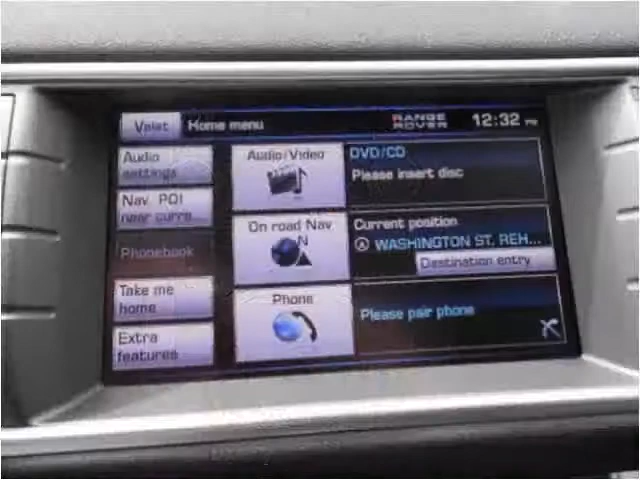 Valet Home menu RANGE ROVER 12:32 PM
Audio settings
Audio/Video
DVD/CD
Please insert disc
Nav. POI near curre...
On road Nav.
N
Current position
WASHINGTON ST, REH...
Destination entry
Phonebook
Take me home
Phone
Please pair phone
Extra features